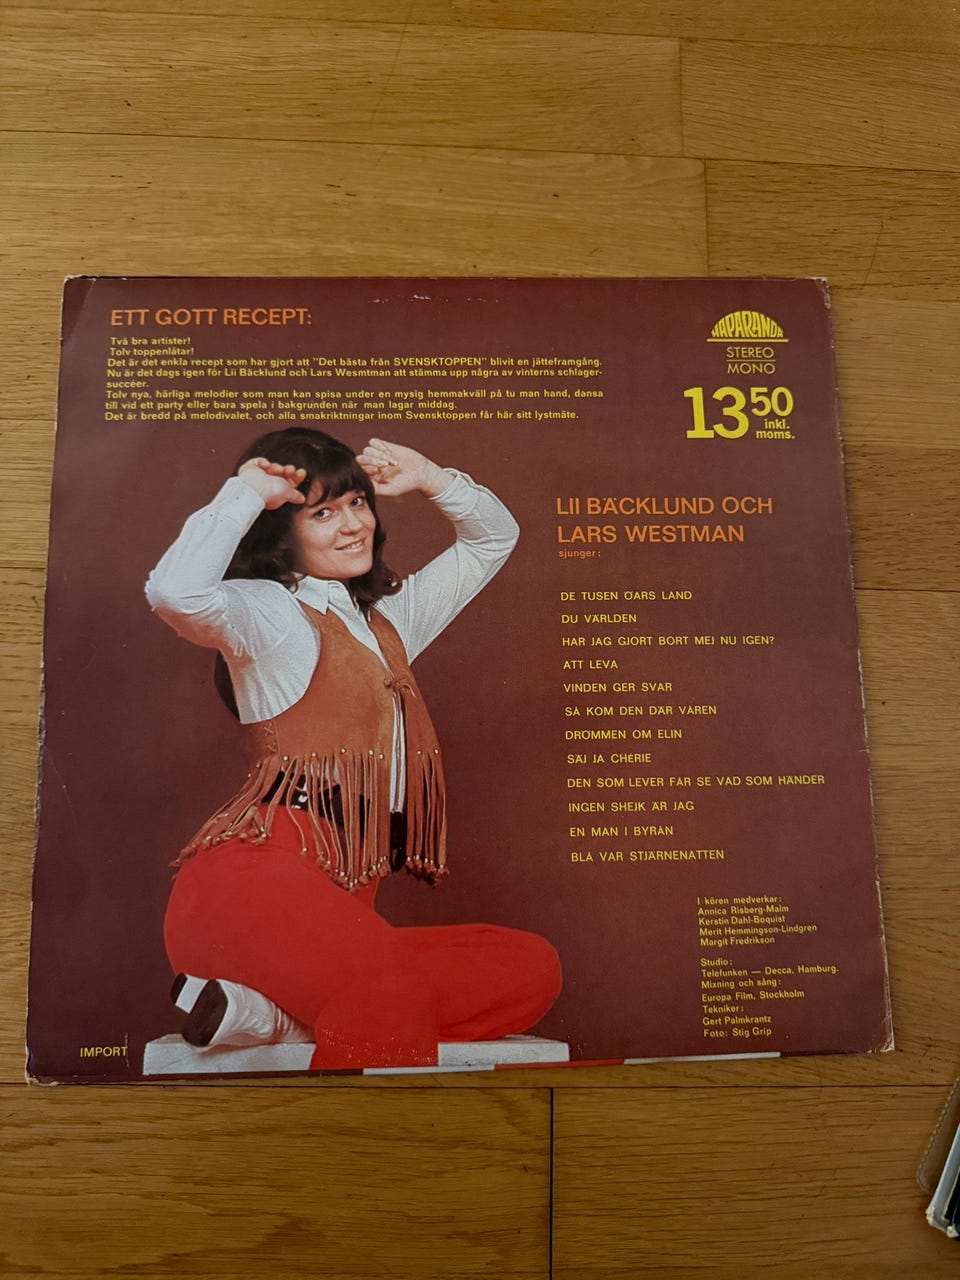 ETT GOTT RECEPT:
Två bra artister!
Tolv toppenlåtar!
Det är det enkla recept som har gjort att "Det bästa från SVENSKTOPPEN" blivit en jätteframgång.
Nu är det dags igen för Lii Bäcklund och Lars Wesmtman att stämma upp några av vinterns schlager-
succéer.
Tolv nya, härliga melodier som man kan spisa under en mysig hemmakväll på tu man hand, dansa
till vid ett party eller bara spela i bakgrunden när man lagar middag.
Det är bredd på melodivalet, och alla smakriktningar inom Svensktoppen får här sitt lystmäte.
HAPARANDA
STEREO
MONO
13 50
inkl.
moms.
LII BÄCKLUND OCH
LARS WESTMAN
sjunger:
DE TUSEN ÖARS LAND
DU VÄRLDEN
HAR JAG GJORT BORT MEJ NU IGEN?
ATT LEVA
VINDEN GER SVAR
SÅ KOM DEN DÄR VÅREN
DRÖMMEN OM ELIN
SÄJ JA CHÉRIE
DEN SOM LEVER FÅR SE VAD SOM HÄNDER
INGEN SHEJK ÄR JAG
EN MAN I BYRÅN
BLÅ VAR STJÄRNENATTEN
I kören medverkar:
Annica Risberg-Malm
Kerstin Dahl-Boquist
Merit Hemmingson-Lindgren
Margit Fredrikson
Studio:
Telefunken — Decca, Hamburg.
Mixning och sång:
Europa Film, Stockholm
Tekniker:
Gert Palmkrantz
Foto: Stig Grip
IMPORT